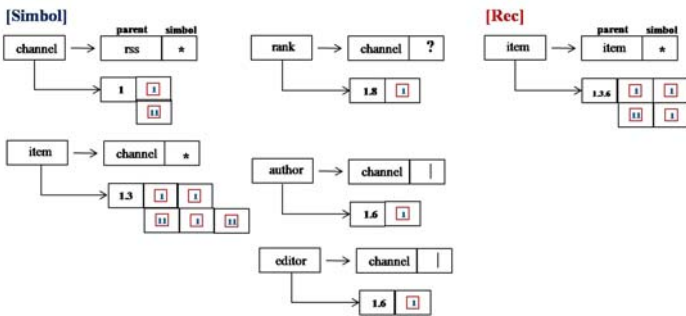 [Simbol]
parent simbol
channel rss *
1 1
11
rank channel ?
1.8 1
[Rec]
parent simbol
item item *
1.3.6 1 1
11 1
item channel *
1.3 1 1
11 1 11
author channel |
1.6 1
editor channel |
1.6 1